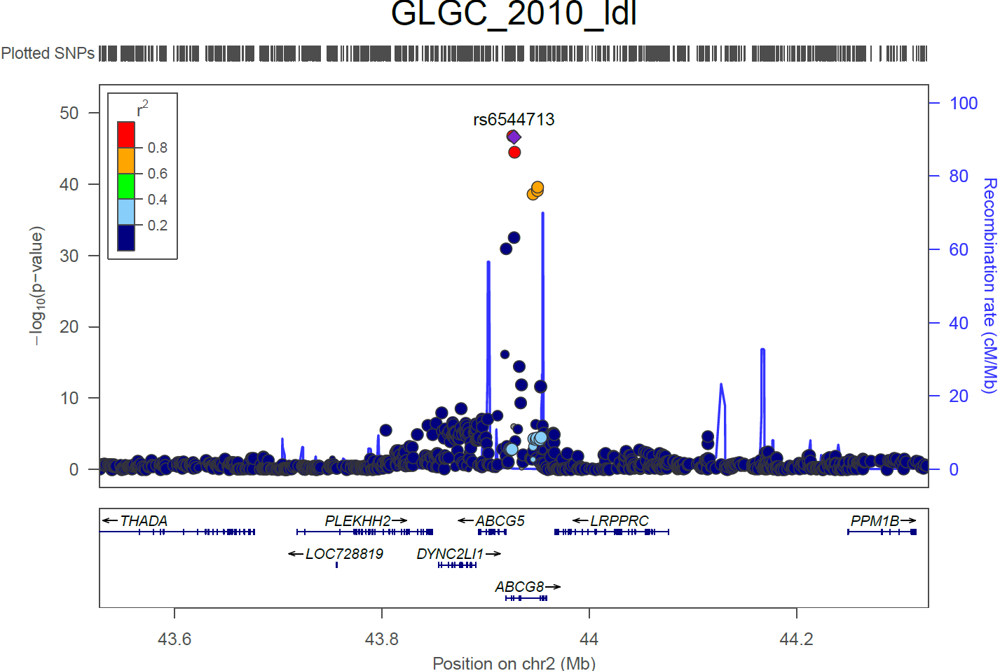 GLGC_2010_ldl
Plotted SNPs
r2
0.8
0.6
0.4
0.2
rs6544713
50
40
30
20
10
0
−log10(p−value)
100
80
60
40
20
0
Recombination rate (cM/Mb)
THADA
PLEKHH2
ABCG5
LRPPRC
PPM1B
LOC728819
DYNC2LI1
ABCG8
43.6
43.8
44
44.2
Position on chr2 (Mb)